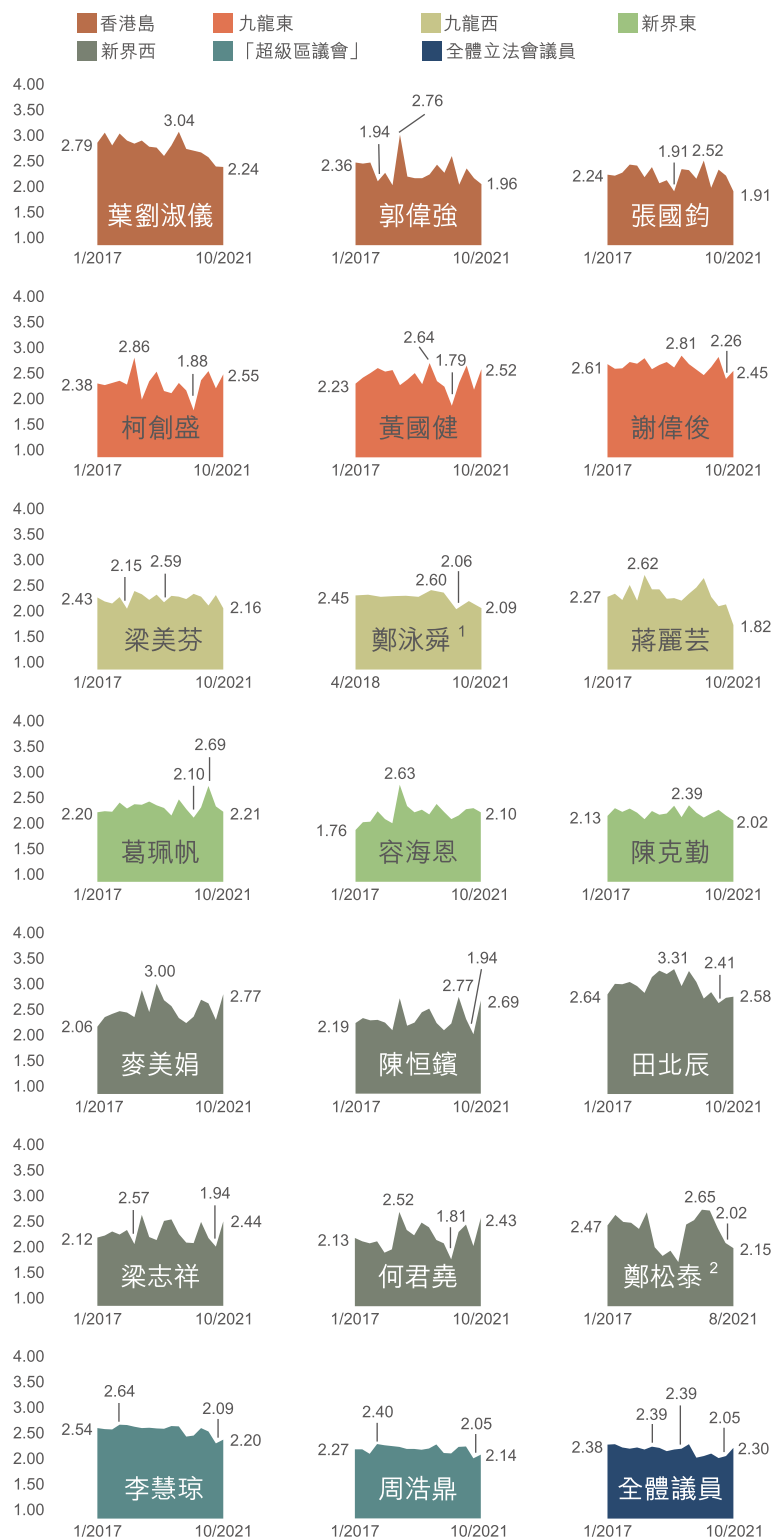 香港島 九龍東 九龍西 新界東
新界西 「超級區議會」 全體立法會議員
4.00
3.50
3.00
2.50
2.00
1.50
1.00
2.79 3.04 2.24
葉劉淑儀
1/2017 10/2021
2.36 1.94 2.76 1.96
郭偉強
1/2017 10/2021
2.24 1.91 2.52 1.91
張國鈞
1/2017 10/2021
4.00
3.50
3.00
2.50
2.00
1.50
1.00
2.38 2.86 1.88 2.55
柯創盛
1/2017 10/2021
2.23 2.64 1.79 2.52
黃國健
1/2017 10/2021
2.61 2.81 2.26 2.45
謝偉俊
1/2017 10/2021
4.00
3.50
3.00
2.50
2.00
1.50
1.00
2.43 2.15 2.59 2.16
梁美芬
1/2017 10/2021
2.45 2.60 2.06 2.09
鄭泳舜 1
4/2018 10/2021
2.27 2.62 1.82
蔣麗芸
1/2017 10/2021
4.00
3.50
3.00
2.50
2.00
1.50
1.00
2.20 2.10 2.69 2.21
葛珮帆
1/2017 10/2021
1.76 2.63 2.10
容海恩
1/2017 10/2021
2.13 2.39 2.02
陳克勤
1/2017 10/2021
4.00
3.50
3.00
2.50
2.00
1.50
1.00
2.06 3.00 2.77
麥美娟
1/2017 10/2021
2.19 2.77 1.94 2.69
陳恒鑌
1/2017 10/2021
2.64 3.31 2.41 2.58
田北辰
1/2017 10/2021
4.00
3.50
3.00
2.50
2.00
1.50
1.00
2.12 2.57 1.94 2.44
梁志祥
1/2017 10/2021
2.13 2.52 1.81 2.43
何君堯
1/2017 10/2021
2.47 2.65 2.02 2.15
鄭松泰 2
1/2017 8/2021
4.00
3.50
3.00
2.50
2.00
1.50
1.00
2.54 2.64 2.09 2.20
李慧琼
1/2017 10/2021
2.27 2.40 2.05 2.14
周浩鼎
1/2017 10/2021
2.38 2.39 2.39 2.05 2.30
全體議員
1/2017 10/2021